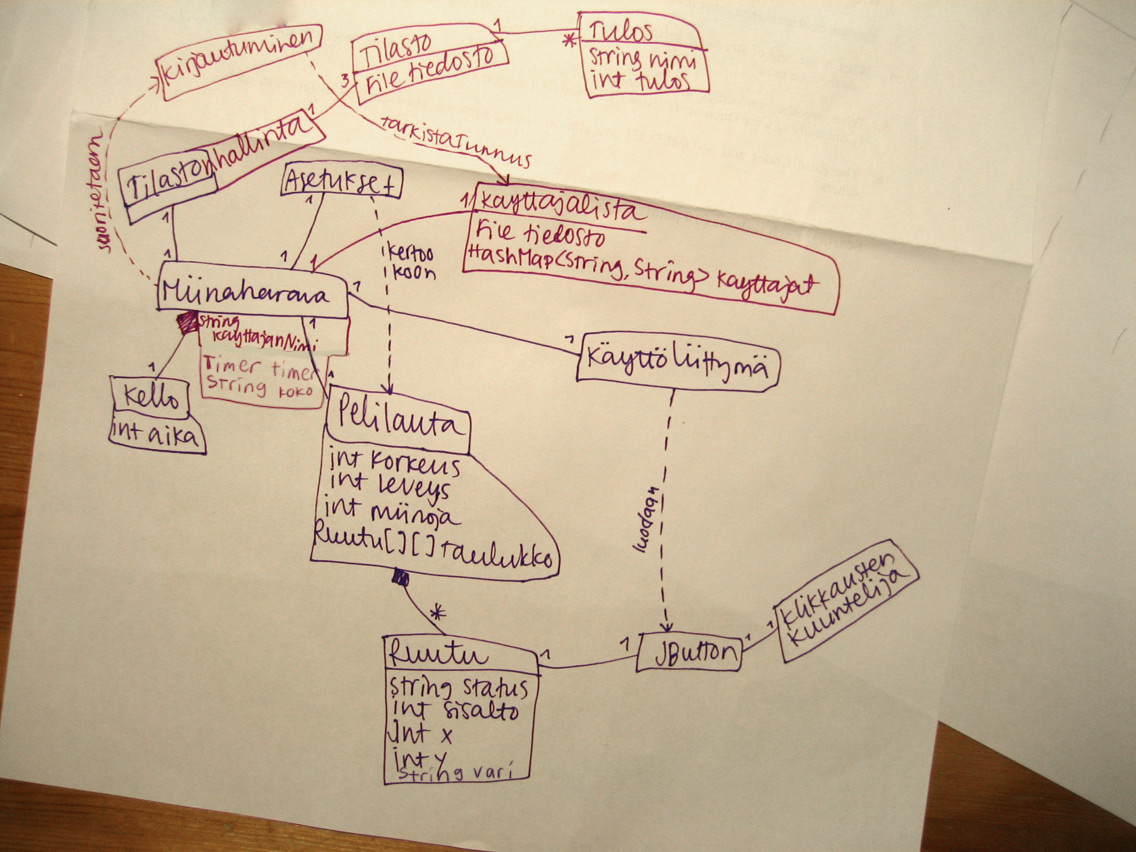 Kirjautuminen
Tilasto
File tiedosto
1
*
Tulos
String nimi
int tulos
3
1
Tilastonhallinta
tarkistaTunnus
suoritetaan
Asetukset
1
1
1
1
1
kertoo
koon
1
Kayttajalista
File tiedosto
HashMap<String, String> kayttajat
Miinaharava
1
String
kayttajanNimi
Timer timer
String koko
1
1
1
Käyttöliittymä
1
Kello
int aika
Pelilauta
int korkeus
int leveys
int miinoja
Ruutu[][] taulukko
luodaan
*
Ruutu
String status
int sisalto
Int x
int y
String vari
1
1
JButton
1
1
Klikkausten
kuuntelija